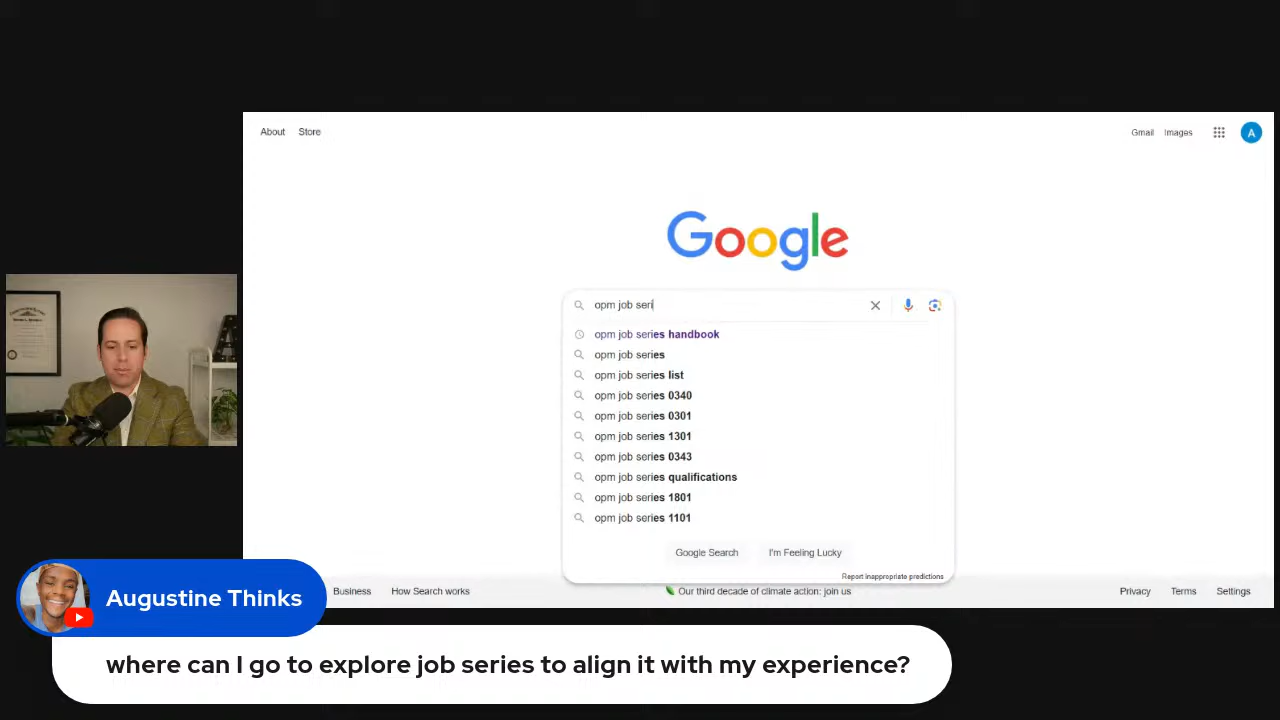 About Store
Gmail Images
A
Google
opm job seri
opm job series handbook
opm job series
opm job series list
opm job series 0340
opm job series 0301
opm job series 1301
opm job series 0343
opm job series qualifications
opm job series 1801
opm job series 1101
Google Search I'm Feeling Lucky
Report inappropriate predictions
Business How Search works Our third decade of climate action: join us Privacy Terms Settings
Augustine Thinks
where can I go to explore job series to align it with my experience?